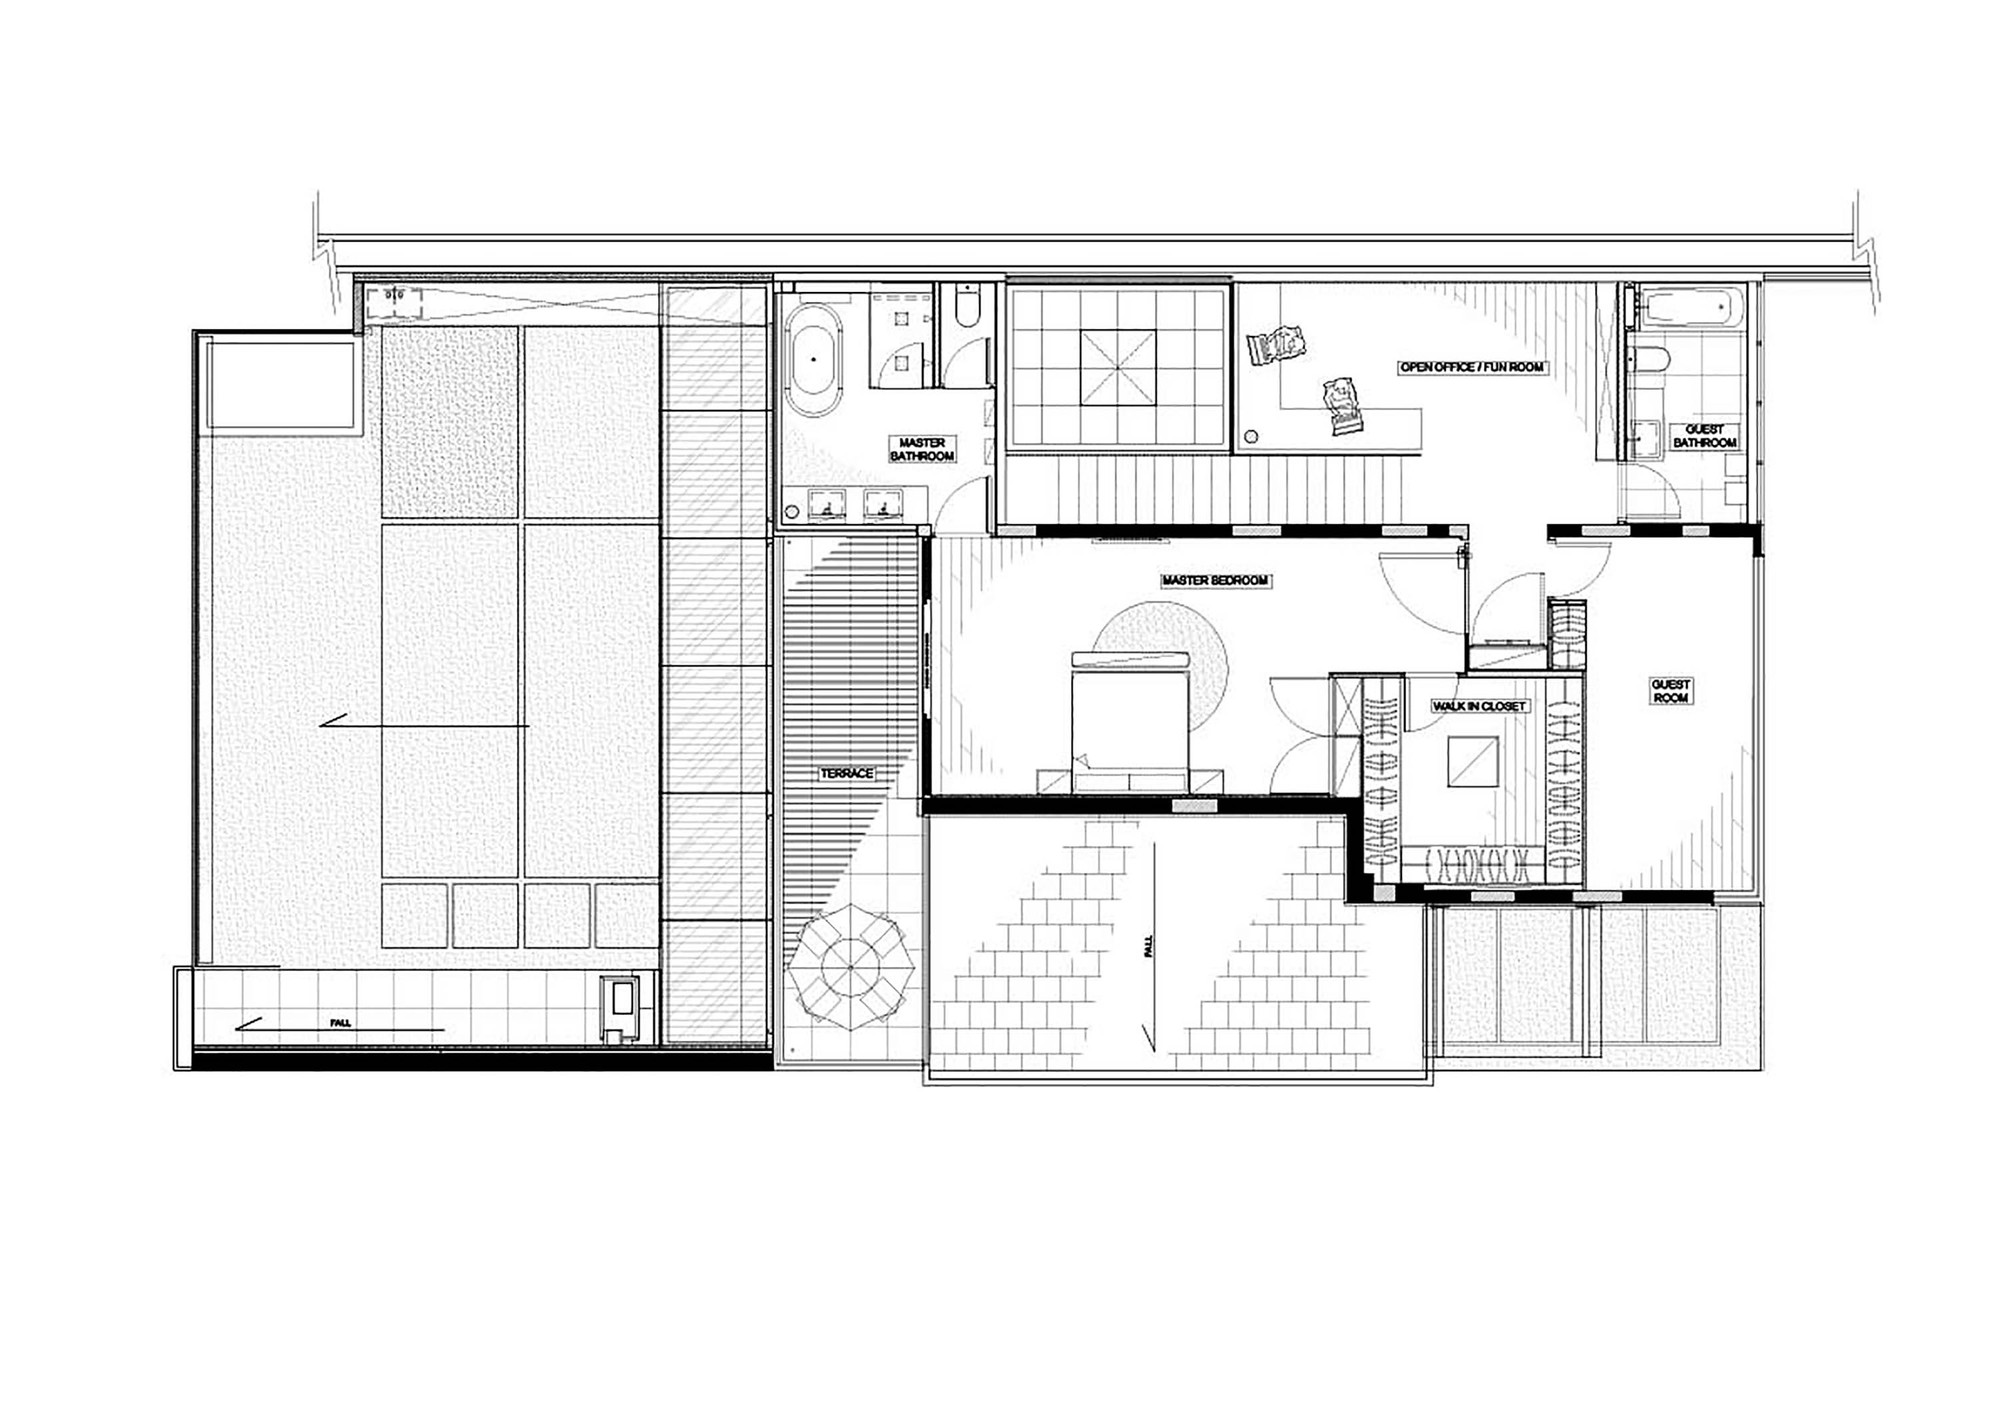 OPEN OFFICE / FUN ROOM
MASTER
BATHROOM
GUEST
BATHROOM
MASTER BEDROOM
GUEST
ROOM
WALK IN CLOSET
TERRACE
FALL
FALL